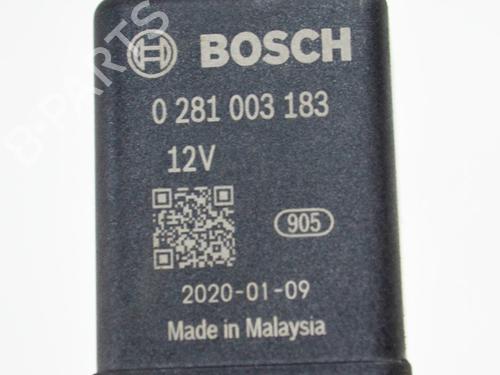 BOSCH
0 281 003 183
12V
905
2020-01-09
Made in Malaysia
B-PARTS